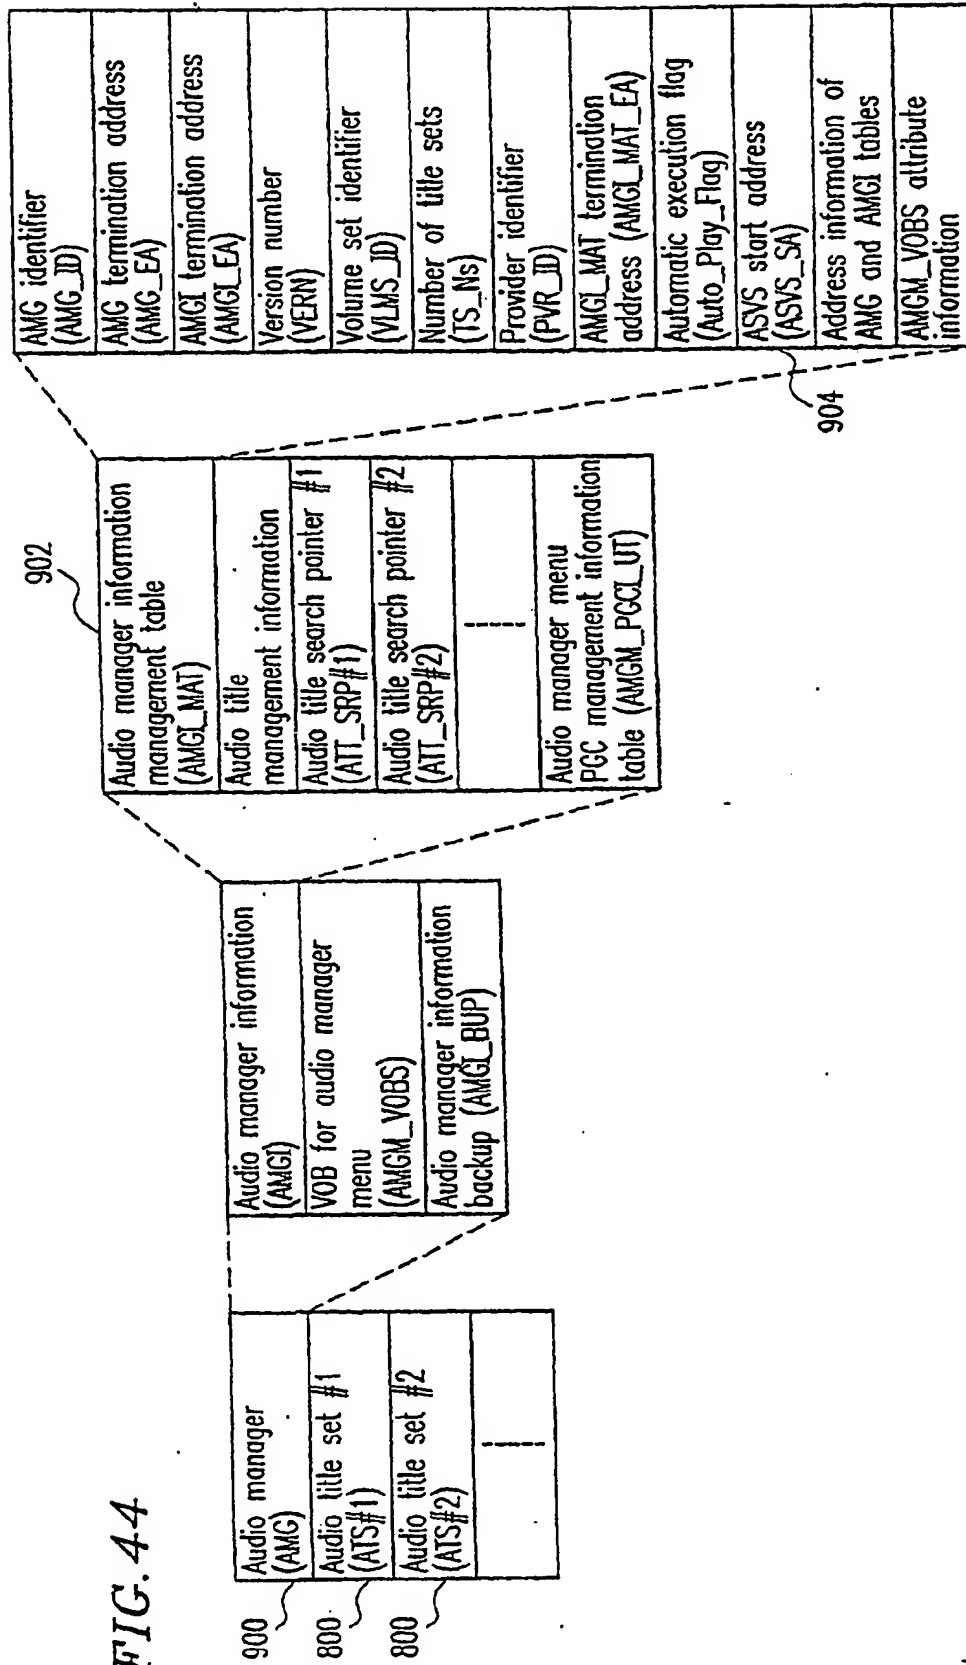 FIG. 44
900
800
800
Audio manager
(AMG)
Audio title set #1
(ATS#1)
Audio title set #2
(ATS#2)
Audio manager information
(AMGI)
VOB for audio manager
menu
(AMGM_VOBS)
Audio manager information
backup (AMGI_BUP)
902
Audio manager information
management table
(AMGI_MAT)
Audio title
management information
Audio title search pointer #1
(ATT_SRP#1)
Audio title search pointer #2
(ATT_SRP#2)
Audio manager menu
PGC management information
table (AMGM_PGCI_UT)
904
AMG identifier
(AMG_ID)
AMG termination address
(AMG_EA)
AMGI termination address
(AMGI_EA)
Version number
(VERN)
Volume set identifier
(VLMS_ID)
Number of title sets
(TS_Ns)
Provider identifier
(PVR_ID)
AMGI_MAT termination
address (AMGI_MAT_EA)
Automatic execution flag
(Auto_Play_Flag)
ASVS start address
(ASVS_SA)
Address information of
AMG and AMGI tables
AMGM_VOBS attribute
information